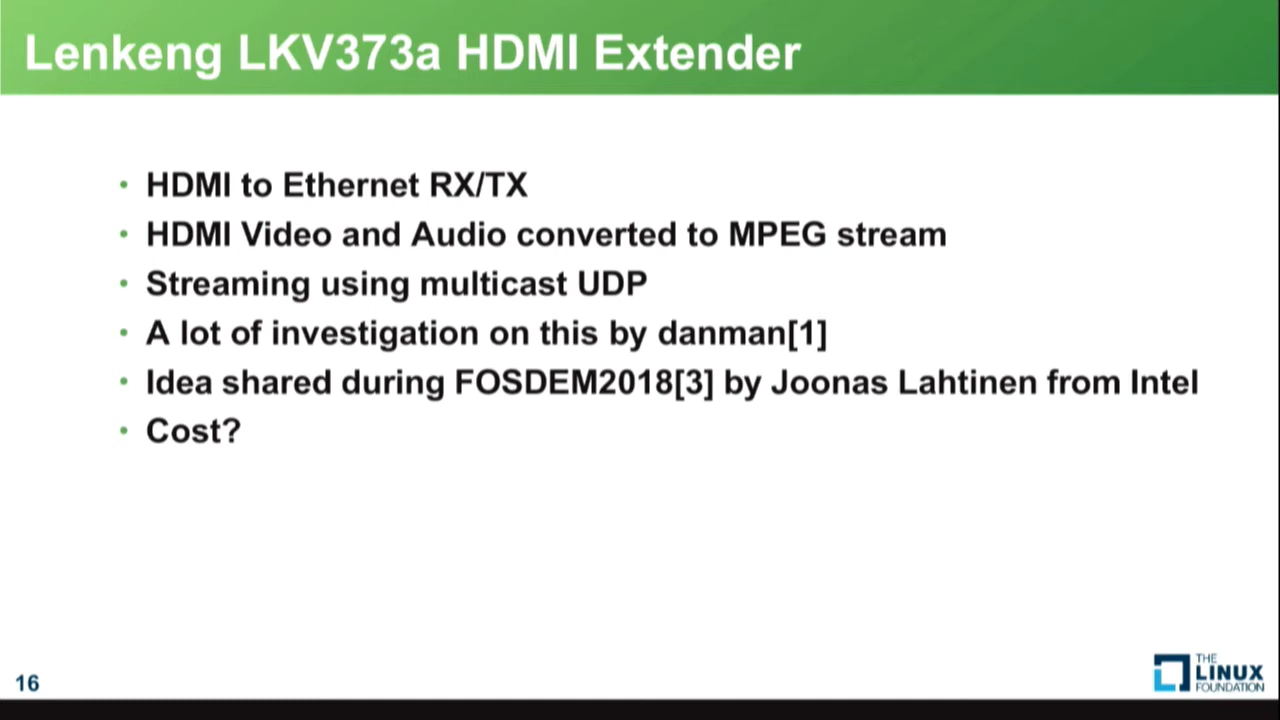 Lenkeng LKV373a HDMI Extender
• HDMI to Ethernet RX/TX
• HDMI Video and Audio converted to MPEG stream
• Streaming using multicast UDP
• A lot of investigation on this by danman[1]
• Idea shared during FOSDEM2018[3] by Joonas Lahtinen from Intel
• Cost?
16
THE
LINUX
FOUNDATION